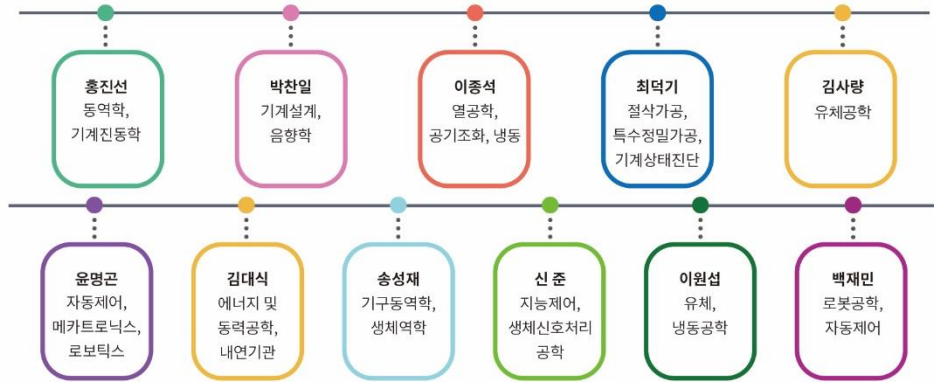 홍진선
동역학,
기계진동학
박찬일
기계설계,
음향학
이종석
열공학,
공기조화, 냉동
최덕기
절삭가공,
특수정밀가공,
기계상태진단
김사량
유체공학
윤명곤
자동제어,
메카트로닉스,
로보틱스
김대식
에너지 및
동력공학,
내연기관
송성재
기구동역학,
생체역학
신 준
지능제어,
생체신호처리
공학
이원섭
유체,
냉동공학
백재민
로봇공학,
자동제어